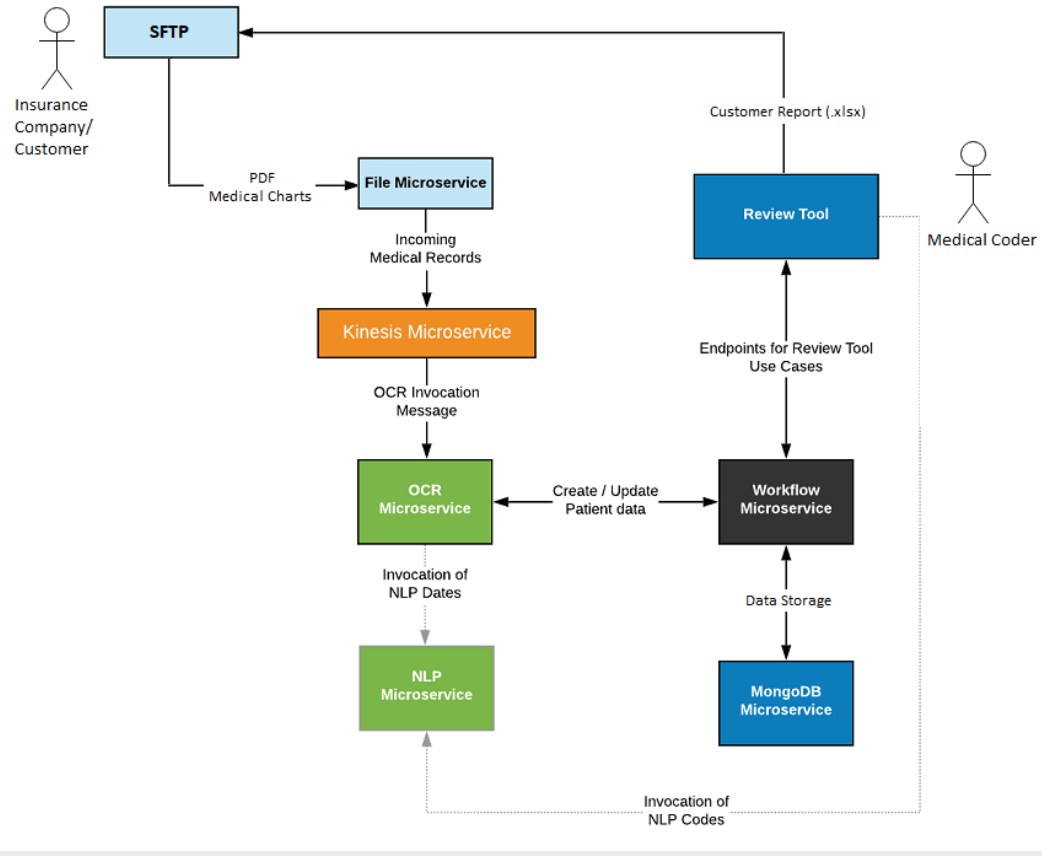 SFTP
Insurance
Company/
Customer
Customer Report (.xlsx)
PDF
Medical Charts
File Microservice
Review Tool
Medical Coder
Incoming
Medical Records
Kinesis Microservice
Endpoints for Review Tool
Use Cases
OCR Invocation
Message
OCR
Microservice
Create / Update
Patient data
Workflow
Microservice
Invocation of
NLP Dates
Data Storage
NLP
Microservice
MongoDB
Microservice
Invocation of
NLP Codes